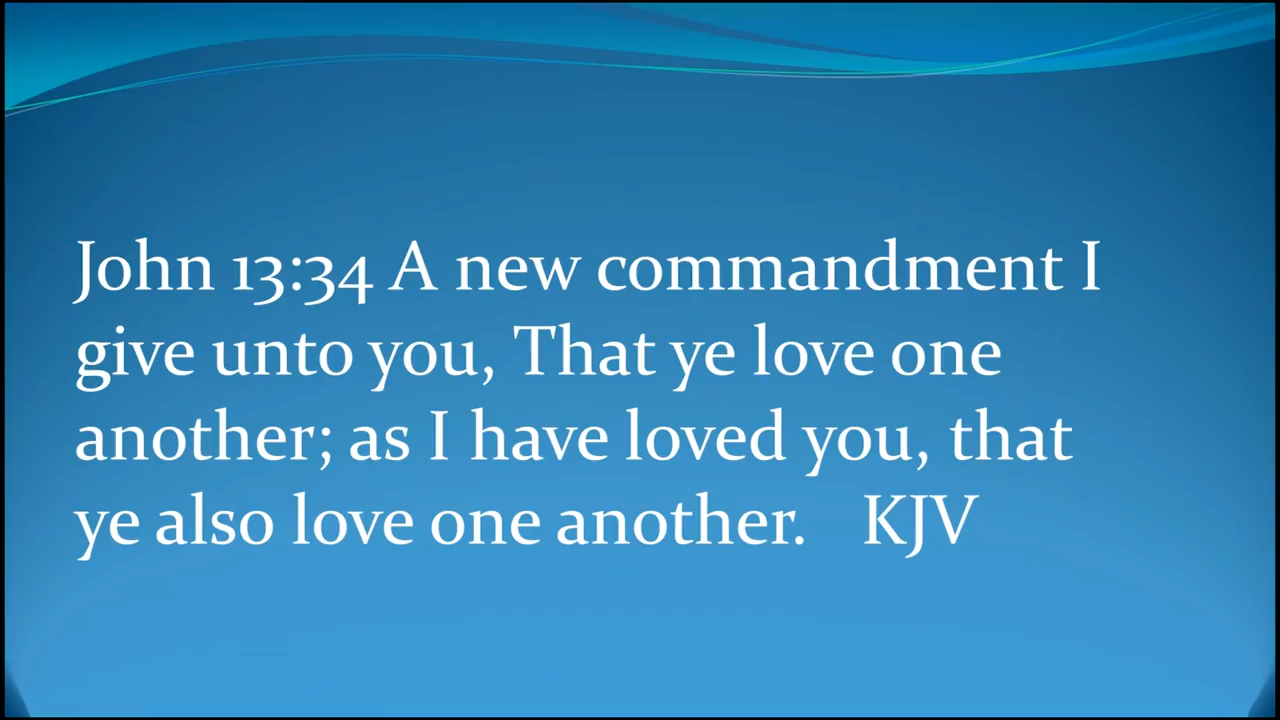 John 13:34 A new commandment I
give unto you, That ye love one
another; as I have loved you, that
ye also love one another.   KJV